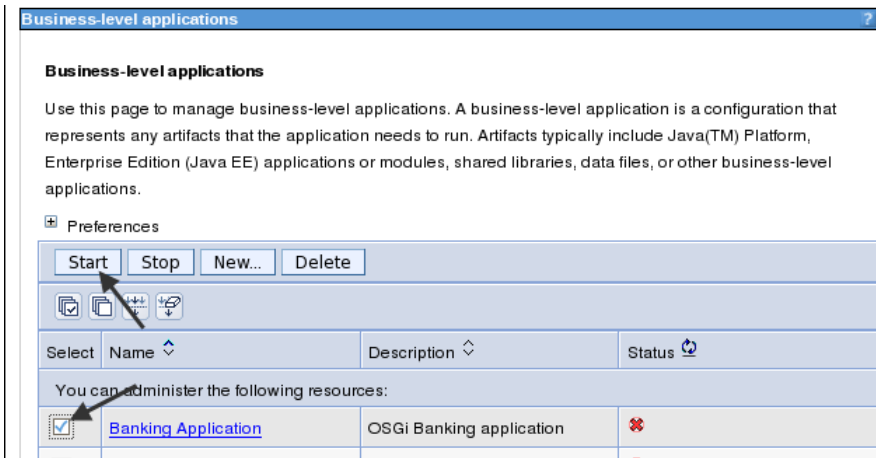 Business-level applications ?
Business-level applications
Use this page to manage business-level applications. A business-level application is a configuration that
represents any artifacts that the application needs to run. Artifacts typically include Java(TM) Platform,
Enterprise Edition (Java EE) applications or modules, shared libraries, data files, or other business-level
applications.
Preferences
Start Stop New... Delete
Select Name Description Status
You can administer the following resources:
Banking Application OSGi Banking application